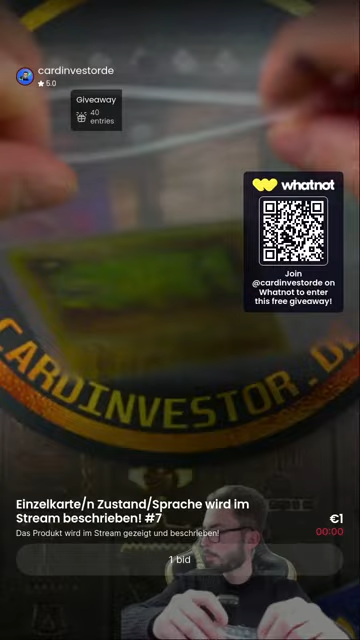 cardinvestorde
5.0
Giveaway
40
entries
whatnot
Join
@cardinvestorde on
Whatnot to enter
this free giveaway!
CARDINVESTOR.D
Einzelkarte/n Zustand/Sprache wird im
Stream beschrieben! #7
€1
Das Produkt wird im Stream gezeigt und beschrieben!
00:00
1 bid